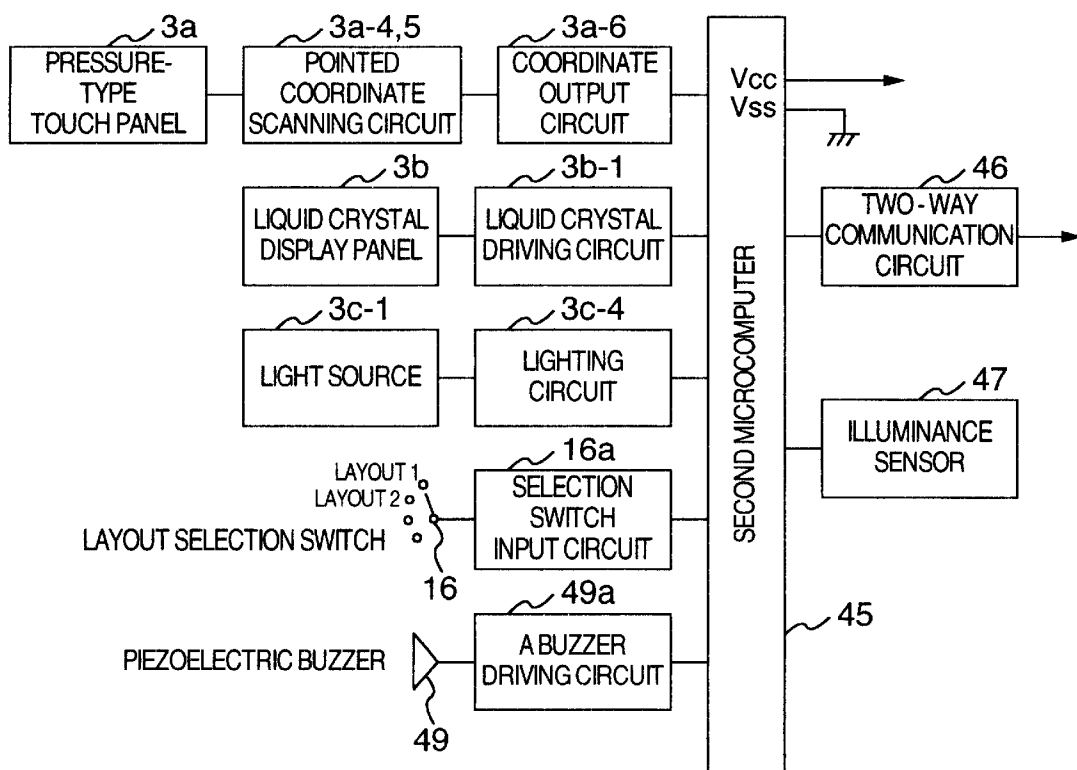 3a
3a-4,5
3a-6
PRESSURE-
TYPE
TOUCH PANEL
POINTED
COORDINATE
SCANNING CIRCUIT
COORDINATE
OUTPUT
CIRCUIT
Vcc
Vss
3b
3b-1
46
LIQUID CRYSTAL
DISPLAY PANEL
LIQUID CRYSTAL
DRIVING CIRCUIT
TWO - WAY
COMMUNICATION
CIRCUIT
SECOND MICROCOMPUTER
3c-1
3c-4
47
LIGHT SOURCE
LIGHTING
CIRCUIT
ILLUMINANCE
SENSOR
16a
LAYOUT 1
LAYOUT 2
LAYOUT SELECTION SWITCH
16
SELECTION
SWITCH
INPUT CIRCUIT
49a
45
PIEZOELECTRIC BUZZER
49
A BUZZER
DRIVING CIRCUIT